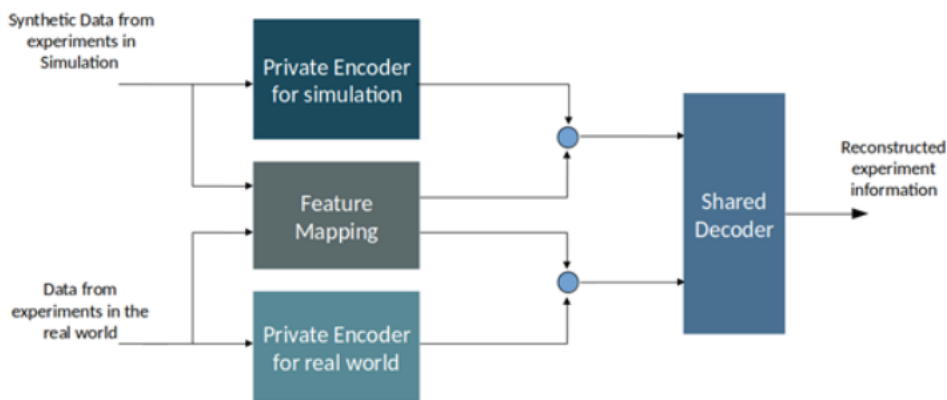 Synthetic Data from
experiments in
Simulation
Private Encoder
for simulation
Feature
Mapping
Data from
experiments in the
real world
Private Encoder
for real world
Shared
Decoder
Reconstructed
experiment
information